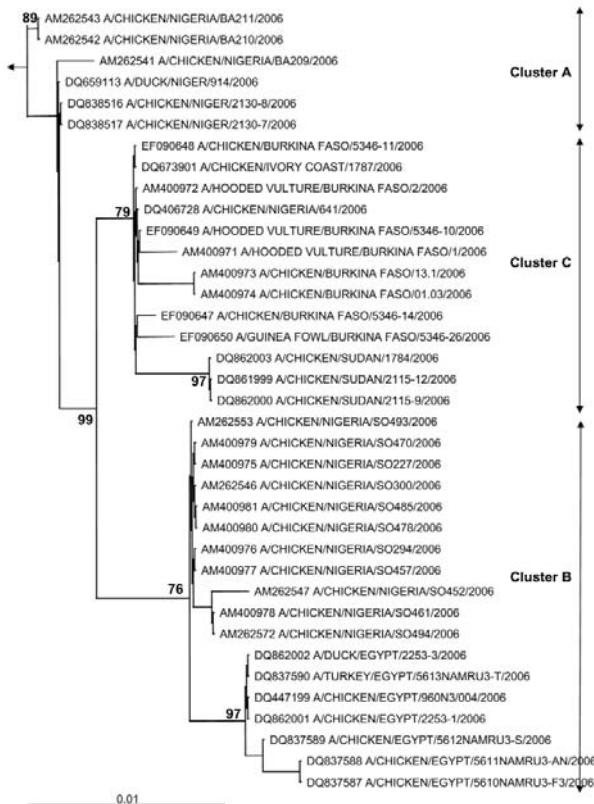 89
AM262543 A/CHICKEN/NIGERIA/BA211/2006
AM262542 A/CHICKEN/NIGERIA/BA210/2006
AM262541 A/CHICKEN/NIGERIA/BA209/2006
DQ659113 A/DUCK/NIGER/914/2006
DQ838516 A/CHICKEN/NIGER/2130-8/2006
DQ838517 A/CHICKEN/NIGER/2130-7/2006
Cluster A
EF090648 A/CHICKEN/BURKINA FASO/5346-11/2006
DQ673901 A/CHICKEN/IVORY COAST/1787/2006
AM400972 A/HOODED VULTURE/BURKINA FASO/2/2006
79
DQ406728 A/CHICKEN/NIGERIA/641/2006
EF090649 A/HOODED VULTURE/BURKINA FASO/5346-10/2006
AM400971 A/HOODED VULTURE/BURKINA FASO/1/2006
Cluster C
AM400973 A/CHICKEN/BURKINA FASO/13.1/2006
AM400974 A/CHICKEN/BURKINA FASO/01.03/2006
EF090647 A/CHICKEN/BURKINA FASO/5346-14/2006
EF090650 A/GUINEA FOWL/BURKINA FASO/5346-26/2006
DQ862003 A/CHICKEN/SUDAN/1784/2006
97
DQ861999 A/CHICKEN/SUDAN/2115-12/2006
DQ862000 A/CHICKEN/SUDAN/2115-9/2006
99
AM262553 A/CHICKEN/NIGERIA/SO493/2006
AM400979 A/CHICKEN/NIGERIA/SO470/2006
AM400975 A/CHICKEN/NIGERIA/SO227/2006
AM262546 A/CHICKEN/NIGERIA/SO300/2006
AM400981 A/CHICKEN/NIGERIA/SO485/2006
AM400980 A/CHICKEN/NIGERIA/SO478/2006
AM400976 A/CHICKEN/NIGERIA/SO294/2006
AM400977 A/CHICKEN/NIGERIA/SO457/2006
Cluster B
76
AM262547 A/CHICKEN/NIGERIA/SO452/2006
AM400978 A/CHICKEN/NIGERIA/SO461/2006
AM262572 A/CHICKEN/NIGERIA/SO494/2006
DQ862002 A/DUCK/EGYPT/2253-3/2006
DQ837590 A/TURKEY/EGYPT/5613NAMRU3-T/2006
DQ447199 A/CHICKEN/EGYPT/960N3/004/2006
97
DQ862001 A/CHICKEN/EGYPT/2253-1/2006
DQ837589 A/CHICKEN/EGYPT/5612NAMRU3-S/2006
DQ837588 A/CHICKEN/EGYPT/5611NAMRU3-AN/2006
DQ837587 A/CHICKEN/EGYPT/5610NAMRU3-F3/2006
0.01